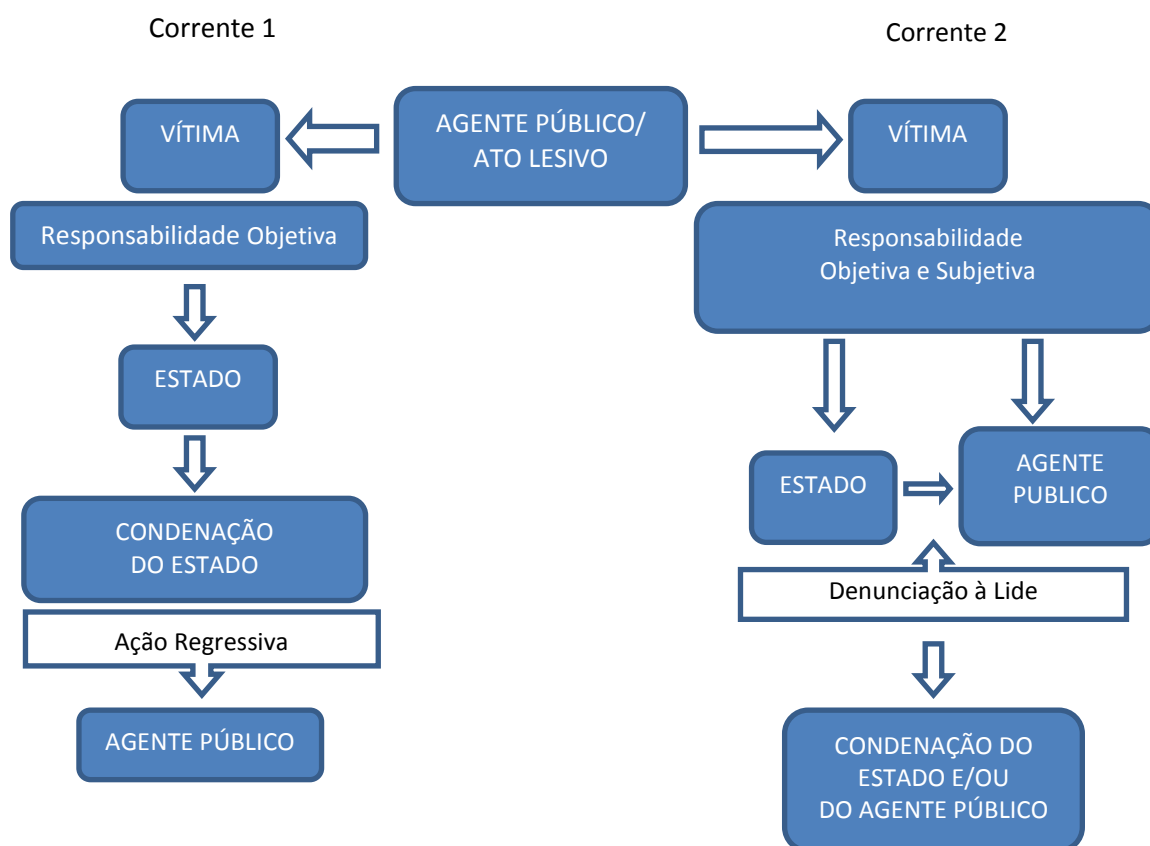 Corrente 1
Corrente 2
VÍTIMA
AGENTE PÚBLICO/
ATO LESIVO
VÍTIMA
Responsabilidade Objetiva
Responsabilidade
Objetiva e Subjetiva
ESTADO
ESTADO
AGENTE
PUBLICO
CONDENAÇÃO
DO ESTADO
Denunciação à Lide
Ação Regressiva
AGENTE PÚBLICO
CONDENAÇÃO DO
ESTADO E/OU
DO AGENTE PÚBLICO